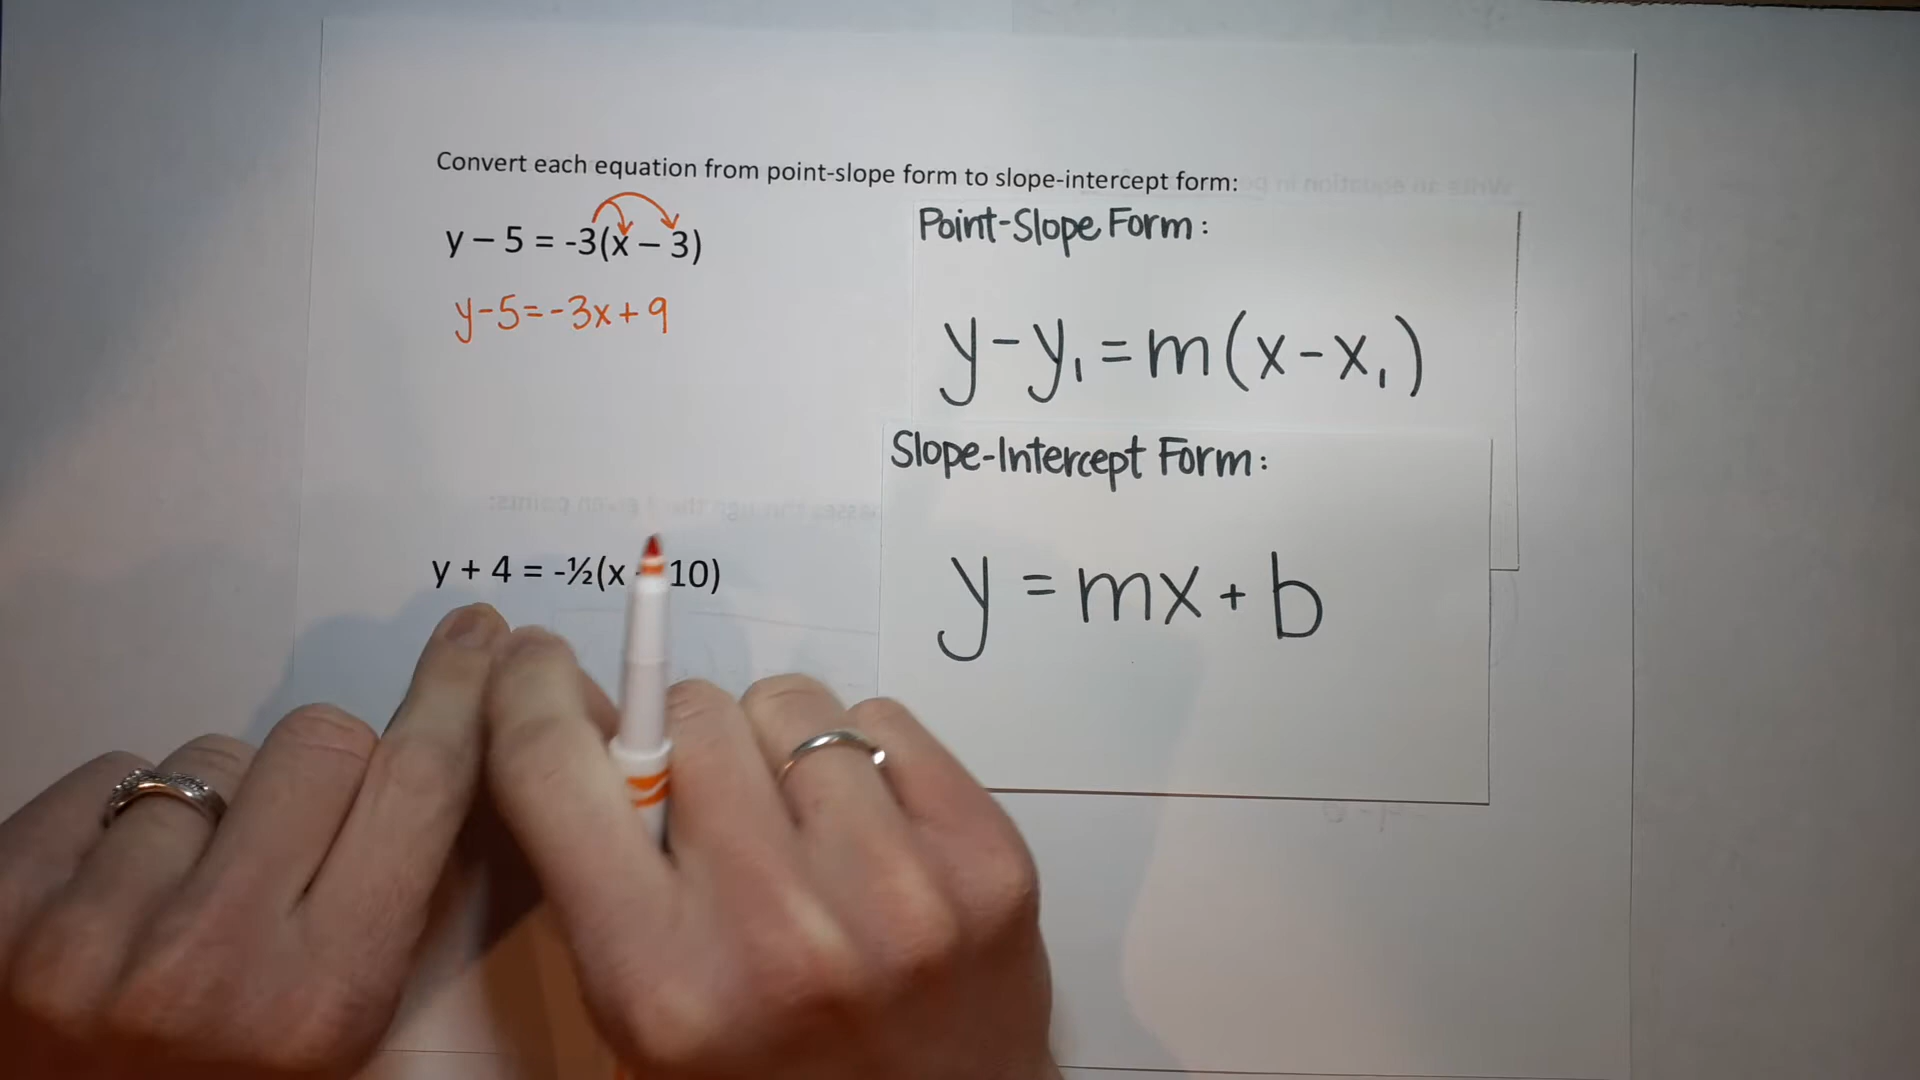 Convert each equation from point-slope form to slope-intercept form:
y – 5 = -3(x – 3)
y-5=-3x+9
Point-Slope Form:
y-y₁=m(x-x₁)
Slope-Intercept Form:
y=mx+b
y + 4 = -½(x 10)